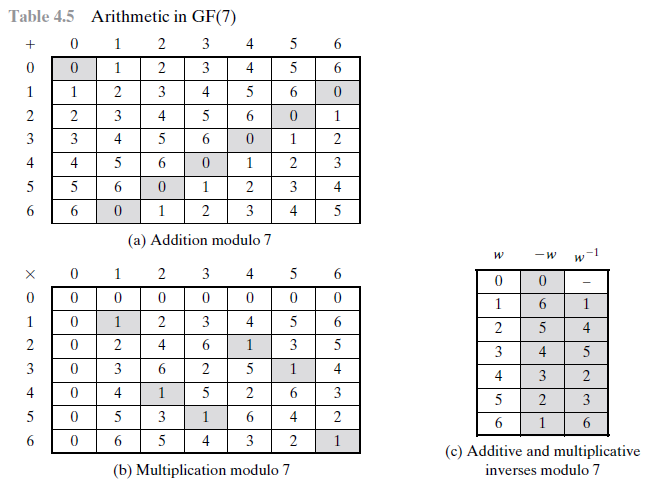 Table 4.5 Arithmetic in GF(7)
+ 0 1 2 3 4 5 6
0 0 1 2 3 4 5 6
1 1 2 3 4 5 6 0
2 2 3 4 5 6 0 1
3 3 4 5 6 0 1 2
4 4 5 6 0 1 2 3
5 5 6 0 1 2 3 4
6 6 0 1 2 3 4 5
(a) Addition modulo 7
× 0 1 2 3 4 5 6
0 0 0 0 0 0 0 0
1 0 1 2 3 4 5 6
2 0 2 4 6 1 3 5
3 0 3 6 2 5 1 4
4 0 4 1 5 2 6 3
5 0 5 3 1 6 4 2
6 0 6 5 4 3 2 1
(b) Multiplication modulo 7
w −w w⁻¹
0 0 –
1 6 1
2 5 4
3 4 5
4 3 2
5 2 3
6 1 6
(c) Additive and multiplicative
inverses modulo 7